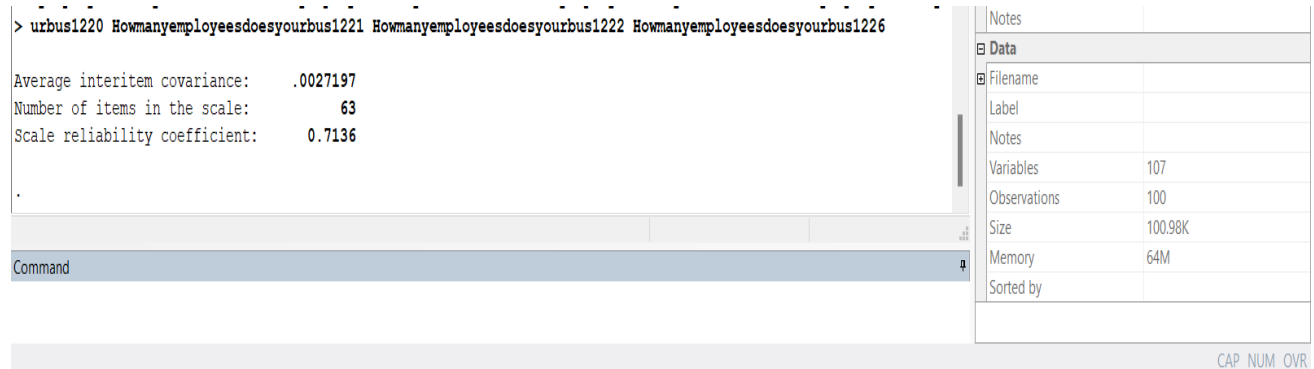 > urbus1220 Howmanyemployeesdoesyourbus1221 Howmanyemployeesdoesyourbus1222 Howmanyemployeesdoesyourbus1226
Average interitem covariance: .0027197
Number of items in the scale: 63
Scale reliability coefficient: 0.7136
.
Command
Notes
Data
Filename
Label
Notes
Variables 107
Observations 100
Size 100.98K
Memory 64M
Sorted by
CAP NUM OVR